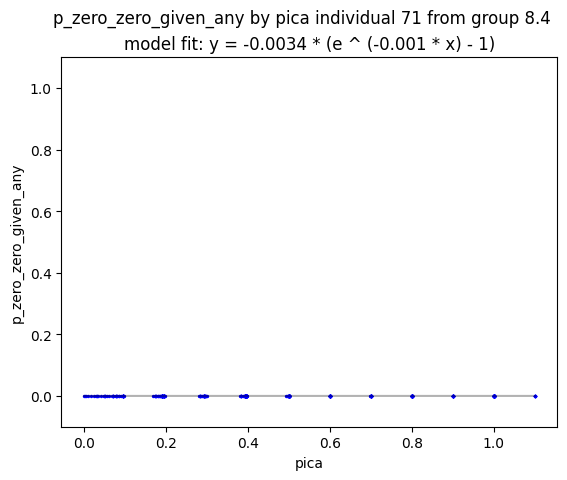 p_zero_zero_given_any by pica individual 71 from group 8.4
model fit: y = -0.0034 * (e ^ (-0.001 * x) - 1)
1.0
0.8
0.6
0.4
0.2
0.0
p_zero_zero_given_any
0.0 0.2 0.4 0.6 0.8 1.0
pica